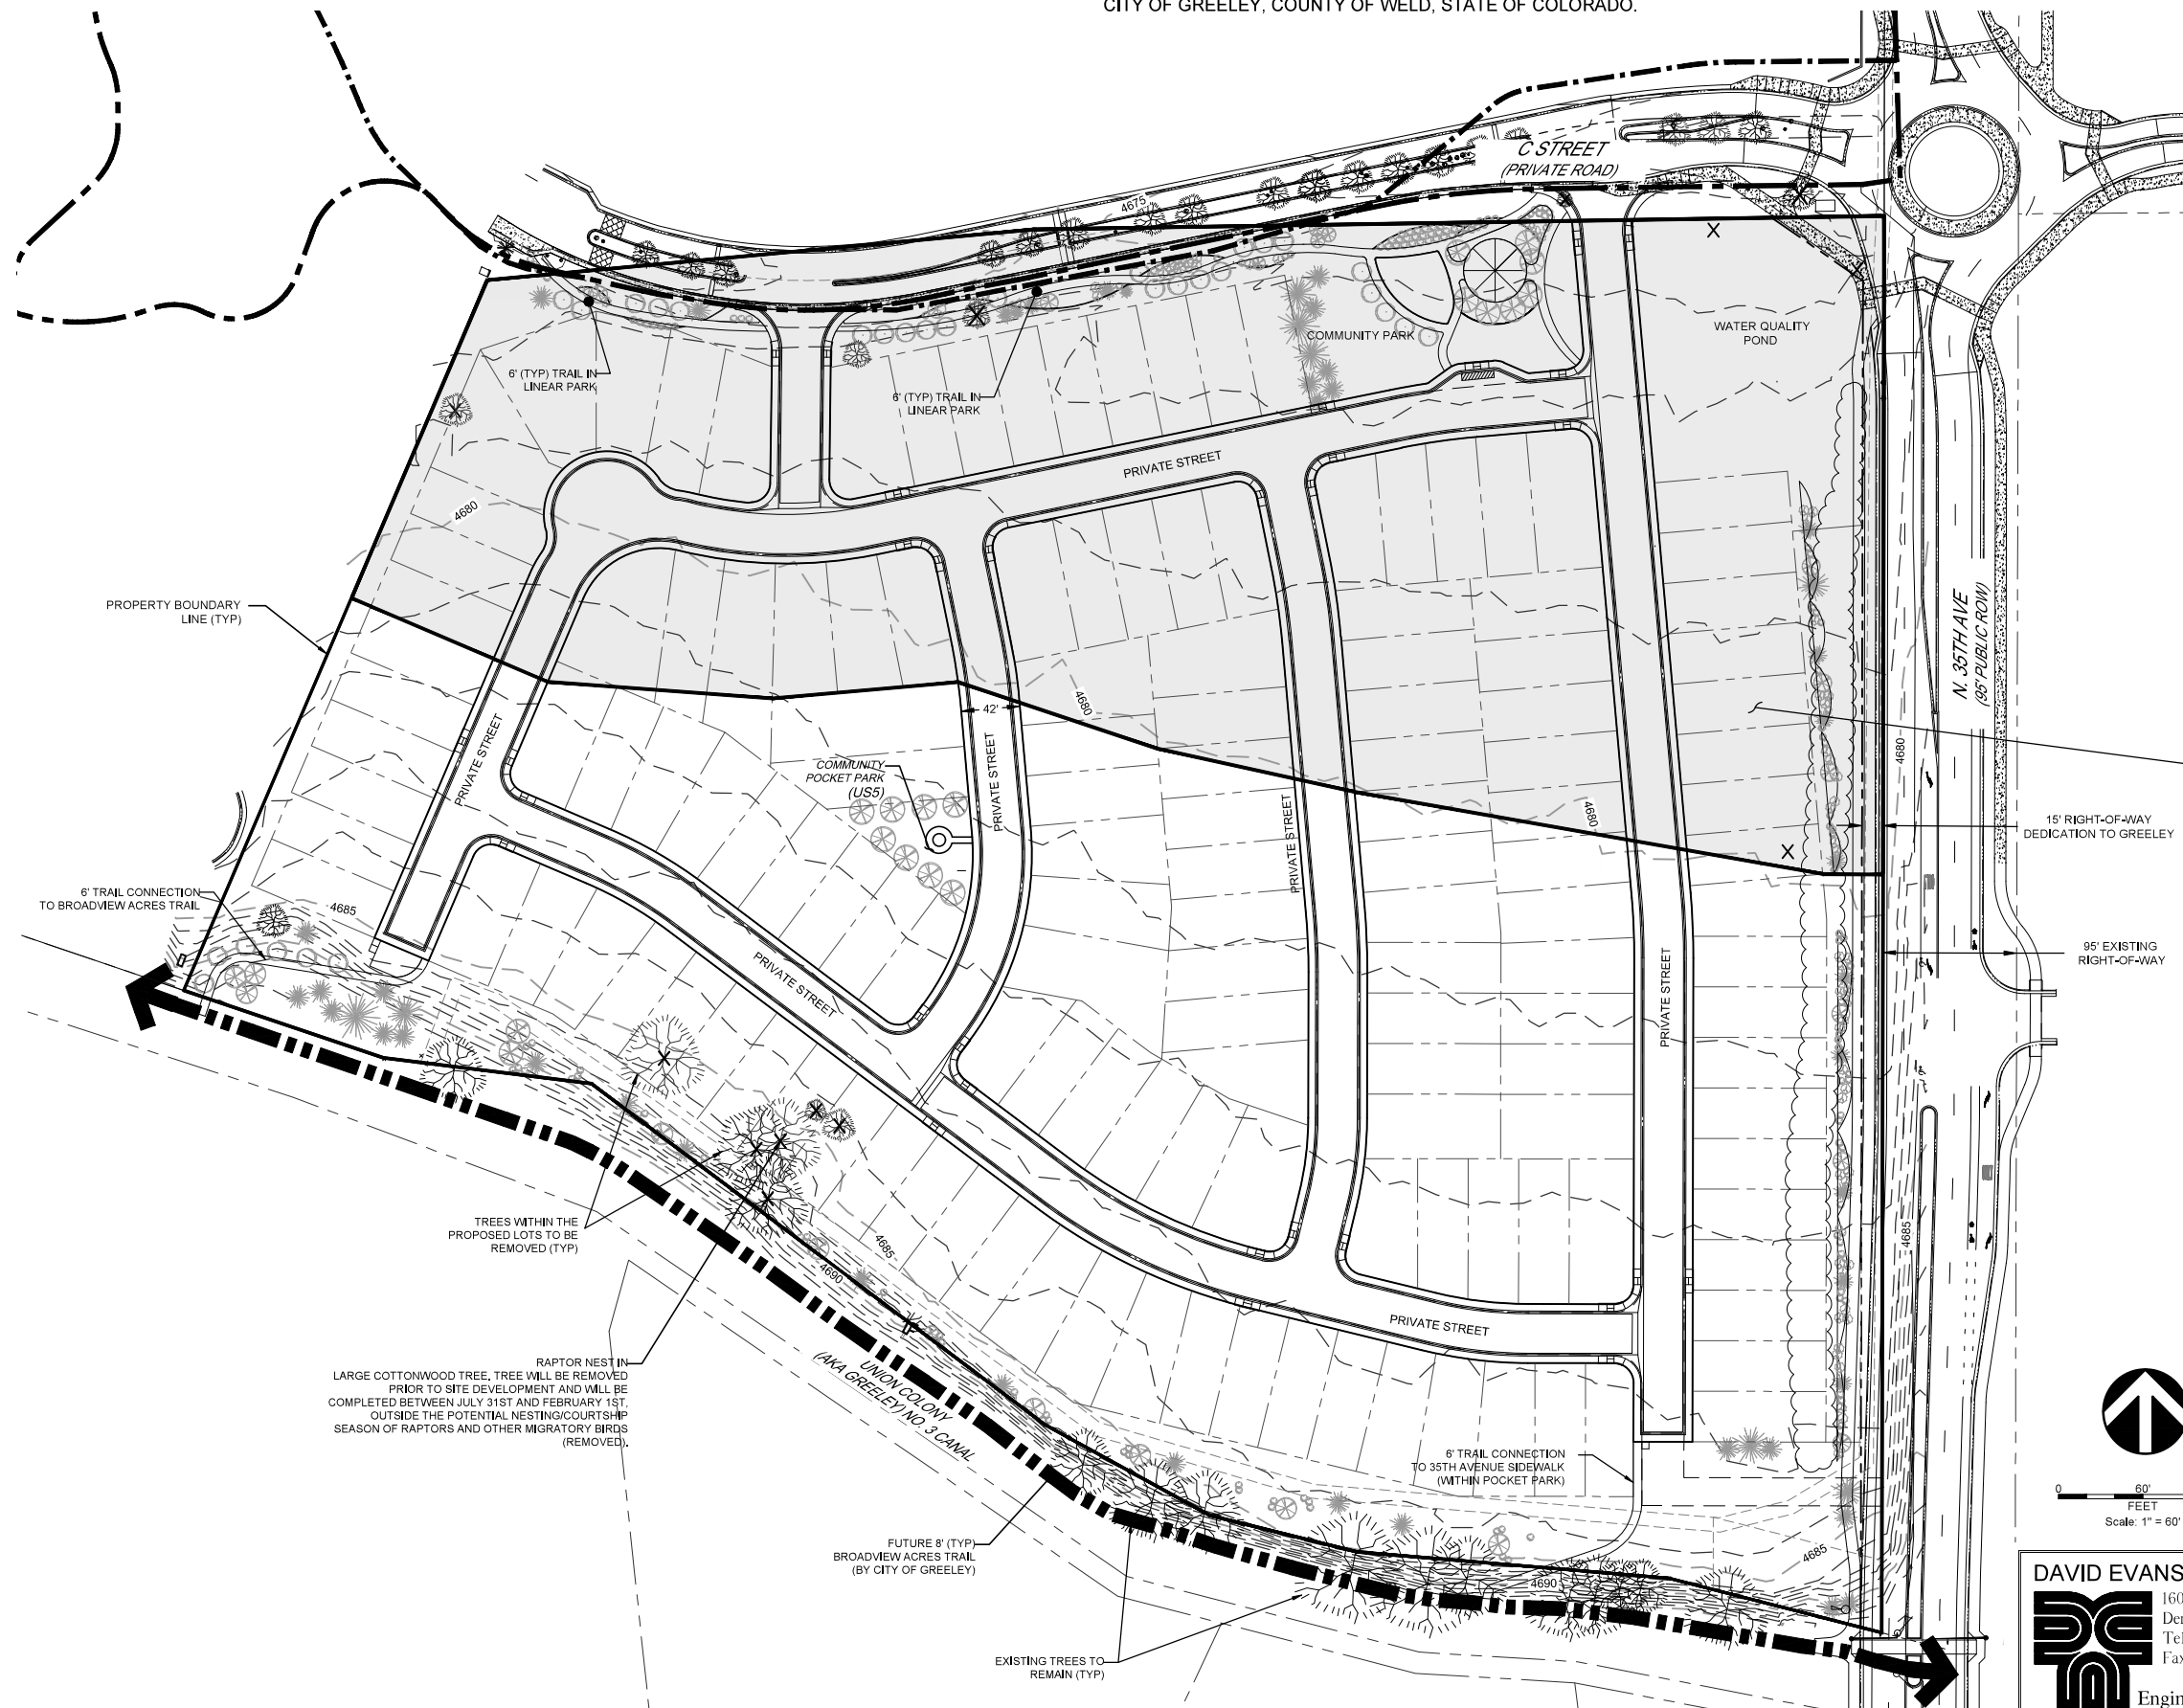 CITY OF GREELEY, COUNTY OF WELD, STATE OF COLORADO.
C STREET
(PRIVATE ROAD)
4675
WATER QUALITY
POND
COMMUNITY PARK
6' (TYP) TRAIL IN
LINEAR PARK
6' (TYP) TRAIL IN
LINEAR PARK
PRIVATE STREET
4680
PROPERTY BOUNDARY
LINE (TYP)
N. 35TH AVE
(95' PUBLIC ROW)
42'
4680
PRIVATE STREET
COMMUNITY
POCKET PARK
(US5)
PRIVATE STREET
4680
PRIVATE STREET
4680
15' RIGHT-OF-WAY
DEDICATION TO GREELEY
6' TRAIL CONNECTION
TO BROADVIEW ACRES TRAIL
4685
95' EXISTING
RIGHT-OF-WAY
PRIVATE STREET
PRIVATE STREET
TREES WITHIN THE
PROPOSED LOTS TO BE
REMOVED (TYP)
4685
4690
4685
PRIVATE STREET
RAPTOR NEST IN
LARGE COTTONWOOD TREE, TREE WILL BE REMOVED
PRIOR TO SITE DEVELOPMENT AND WILL BE
COMPLETED BETWEEN JULY 31ST AND FEBRUARY 1ST,
OUTSIDE THE POTENTIAL NESTING/COURTSHIP
SEASON OF RAPTORS AND OTHER MIGRATORY BIRDS
(REMOVED).
UNION COLONY
(AKA GREELEY) NO. 3 CANAL
6' TRAIL CONNECTION
TO 35TH AVENUE SIDEWALK
(WITHIN POCKET PARK)
0 60'
FEET
Scale: 1" = 60'
FUTURE 8' (TYP)
BROADVIEW ACRES TRAIL
(BY CITY OF GREELEY)
4685
4690
EXISTING TREES TO
REMAIN (TYP)
DAVID EVANS
160
Den
Tel
Fax
Engin